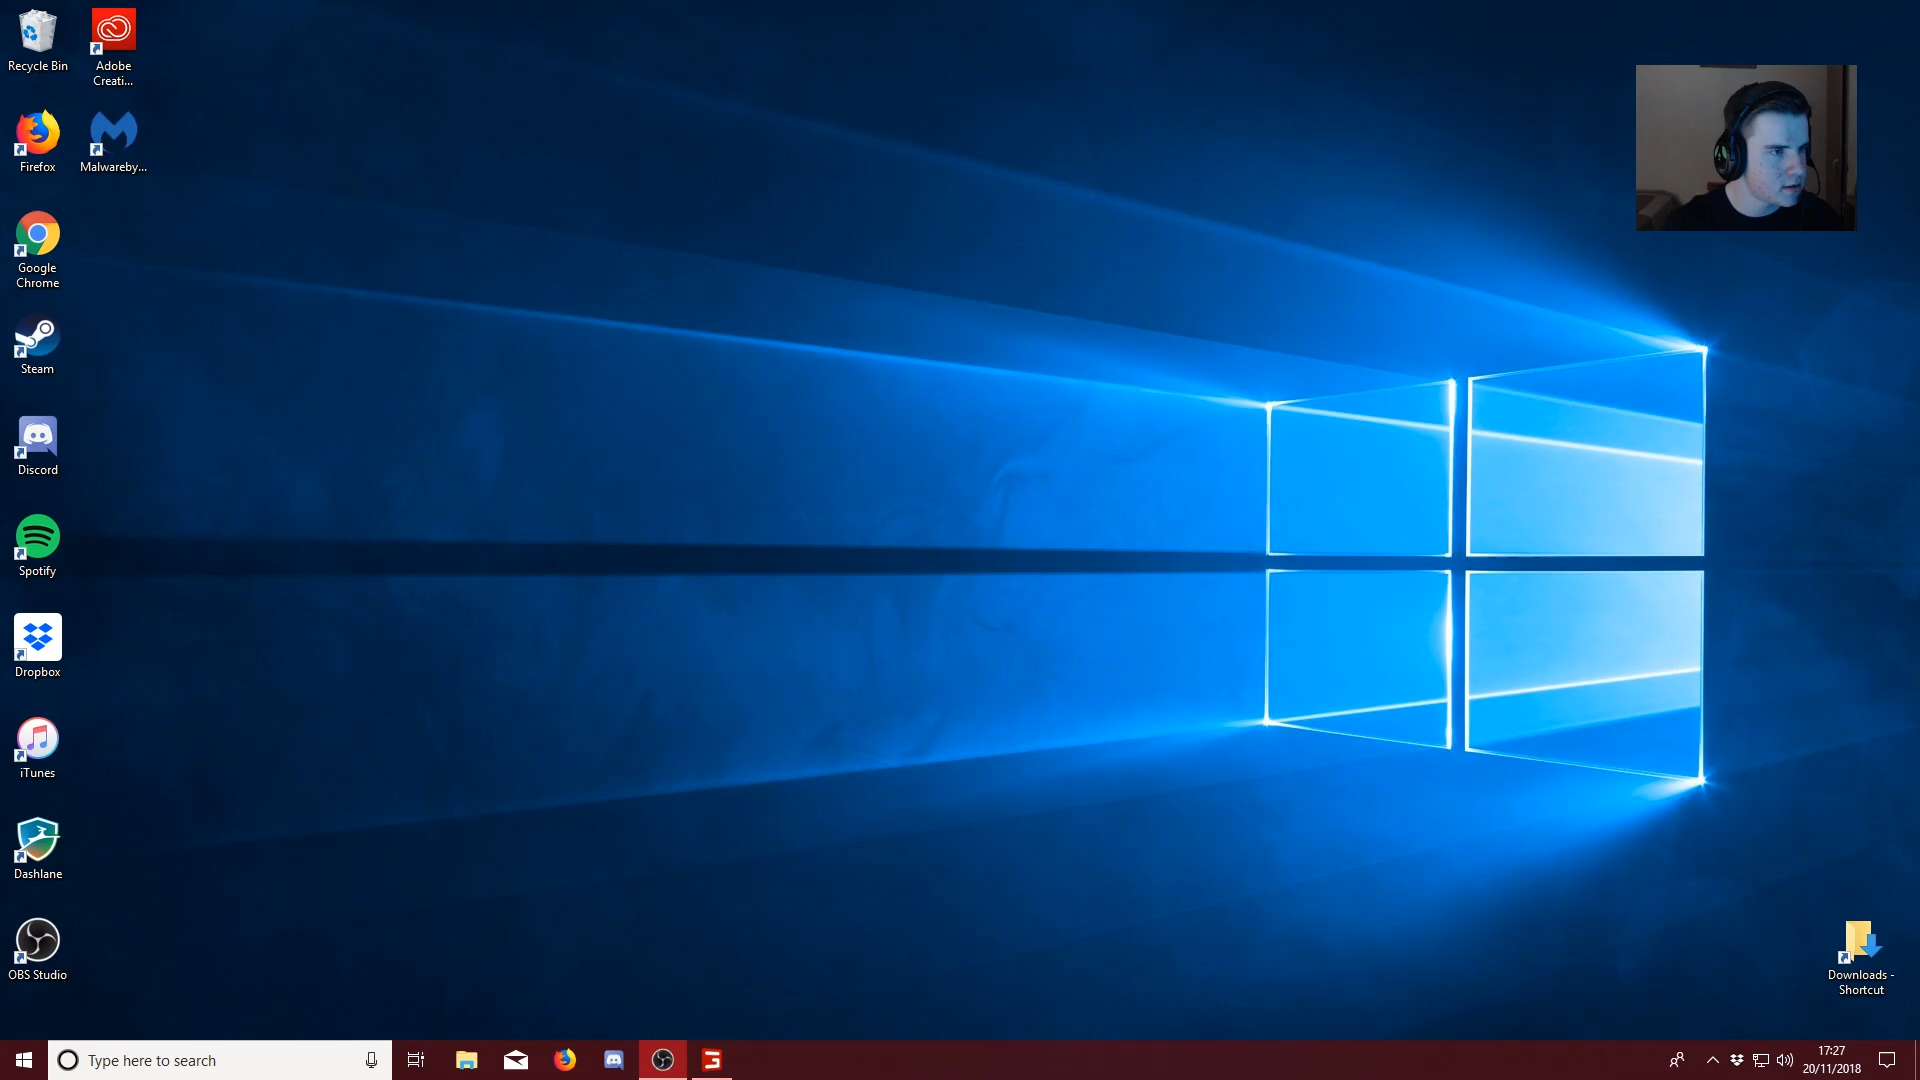 Recycle Bin
Adobe
Creati...
Firefox
Malwareby...
Google
Chrome
Steam
Discord
Spotify
Dropbox
iTunes
Dashlane
OBS Studio
Downloads -
Shortcut
Type here to search
17:27
20/11/2018